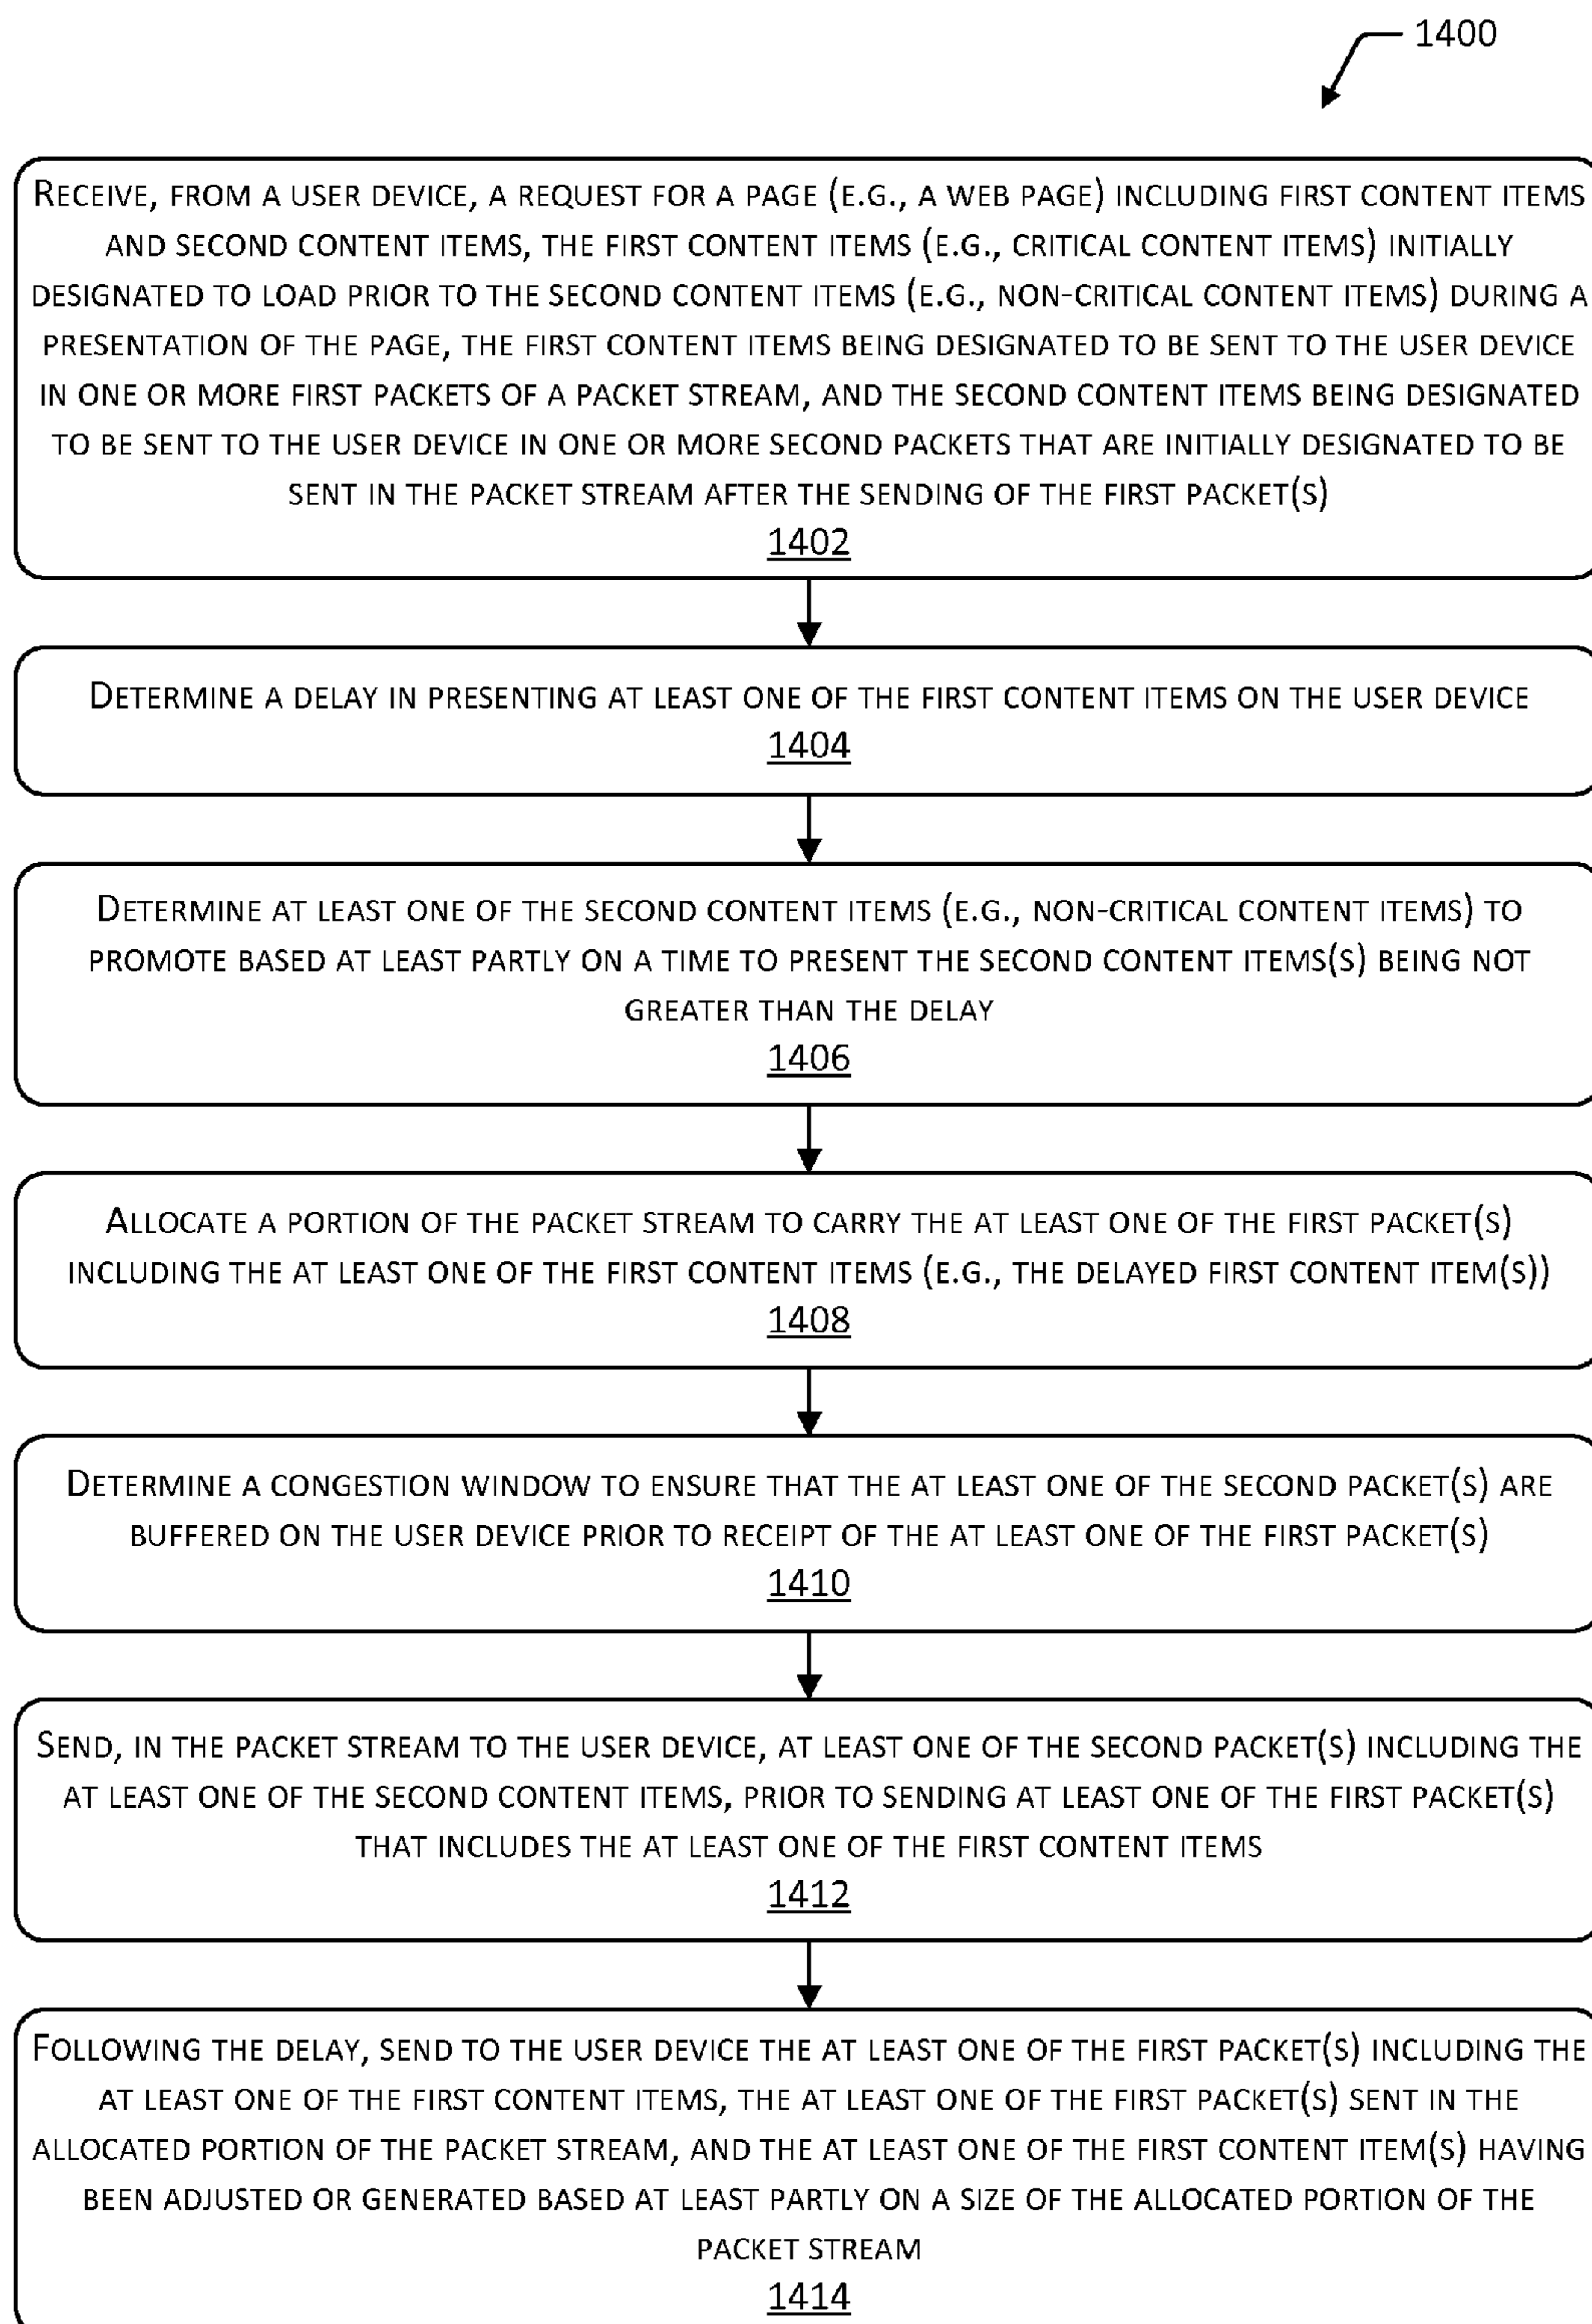 1400
RECEIVE, FROM A USER DEVICE, A REQUEST FOR A PAGE (E.G., A WEB PAGE) INCLUDING FIRST CONTENT ITEMS
AND SECOND CONTENT ITEMS, THE FIRST CONTENT ITEMS (E.G., CRITICAL CONTENT ITEMS) INITIALLY
DESIGNATED TO LOAD PRIOR TO THE SECOND CONTENT ITEMS (E.G., NON-CRITICAL CONTENT ITEMS) DURING A
PRESENTATION OF THE PAGE, THE FIRST CONTENT ITEMS BEING DESIGNATED TO BE SENT TO THE USER DEVICE
IN ONE OR MORE FIRST PACKETS OF A PACKET STREAM, AND THE SECOND CONTENT ITEMS BEING DESIGNATED
TO BE SENT TO THE USER DEVICE IN ONE OR MORE SECOND PACKETS THAT ARE INITIALLY DESIGNATED TO BE
SENT IN THE PACKET STREAM AFTER THE SENDING OF THE FIRST PACKET(S)
1402
DETERMINE A DELAY IN PRESENTING AT LEAST ONE OF THE FIRST CONTENT ITEMS ON THE USER DEVICE
1404
DETERMINE AT LEAST ONE OF THE SECOND CONTENT ITEMS (E.G., NON-CRITICAL CONTENT ITEMS) TO
PROMOTE BASED AT LEAST PARTLY ON A TIME TO PRESENT THE SECOND CONTENT ITEMS(S) BEING NOT
GREATER THAN THE DELAY
1406
ALLOCATE A PORTION OF THE PACKET STREAM TO CARRY THE AT LEAST ONE OF THE FIRST PACKET(S)
INCLUDING THE AT LEAST ONE OF THE FIRST CONTENT ITEMS (E.G., THE DELAYED FIRST CONTENT ITEM(S))
1408
DETERMINE A CONGESTION WINDOW TO ENSURE THAT THE AT LEAST ONE OF THE SECOND PACKET(S) ARE
BUFFERED ON THE USER DEVICE PRIOR TO RECEIPT OF THE AT LEAST ONE OF THE FIRST PACKET(S)
1410
SEND, IN THE PACKET STREAM TO THE USER DEVICE, AT LEAST ONE OF THE SECOND PACKET(S) INCLUDING THE
AT LEAST ONE OF THE SECOND CONTENT ITEMS, PRIOR TO SENDING AT LEAST ONE OF THE FIRST PACKET(S)
THAT INCLUDES THE AT LEAST ONE OF THE FIRST CONTENT ITEMS
1412
FOLLOWING THE DELAY, SEND TO THE USER DEVICE THE AT LEAST ONE OF THE FIRST PACKET(S) INCLUDING THE
AT LEAST ONE OF THE FIRST CONTENT ITEMS, THE AT LEAST ONE OF THE FIRST PACKET(S) SENT IN THE
ALLOCATED PORTION OF THE PACKET STREAM, AND THE AT LEAST ONE OF THE FIRST CONTENT ITEM(S) HAVING
BEEN ADJUSTED OR GENERATED BASED AT LEAST PARTLY ON A SIZE OF THE ALLOCATED PORTION OF THE
PACKET STREAM
1414